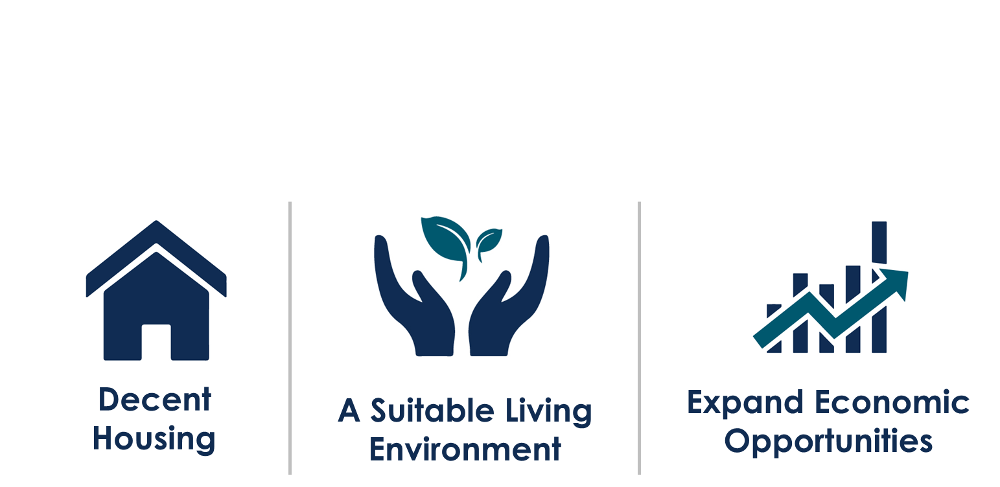 Decent
Housing
A Suitable Living
Environment
Expand Economic
Opportunities